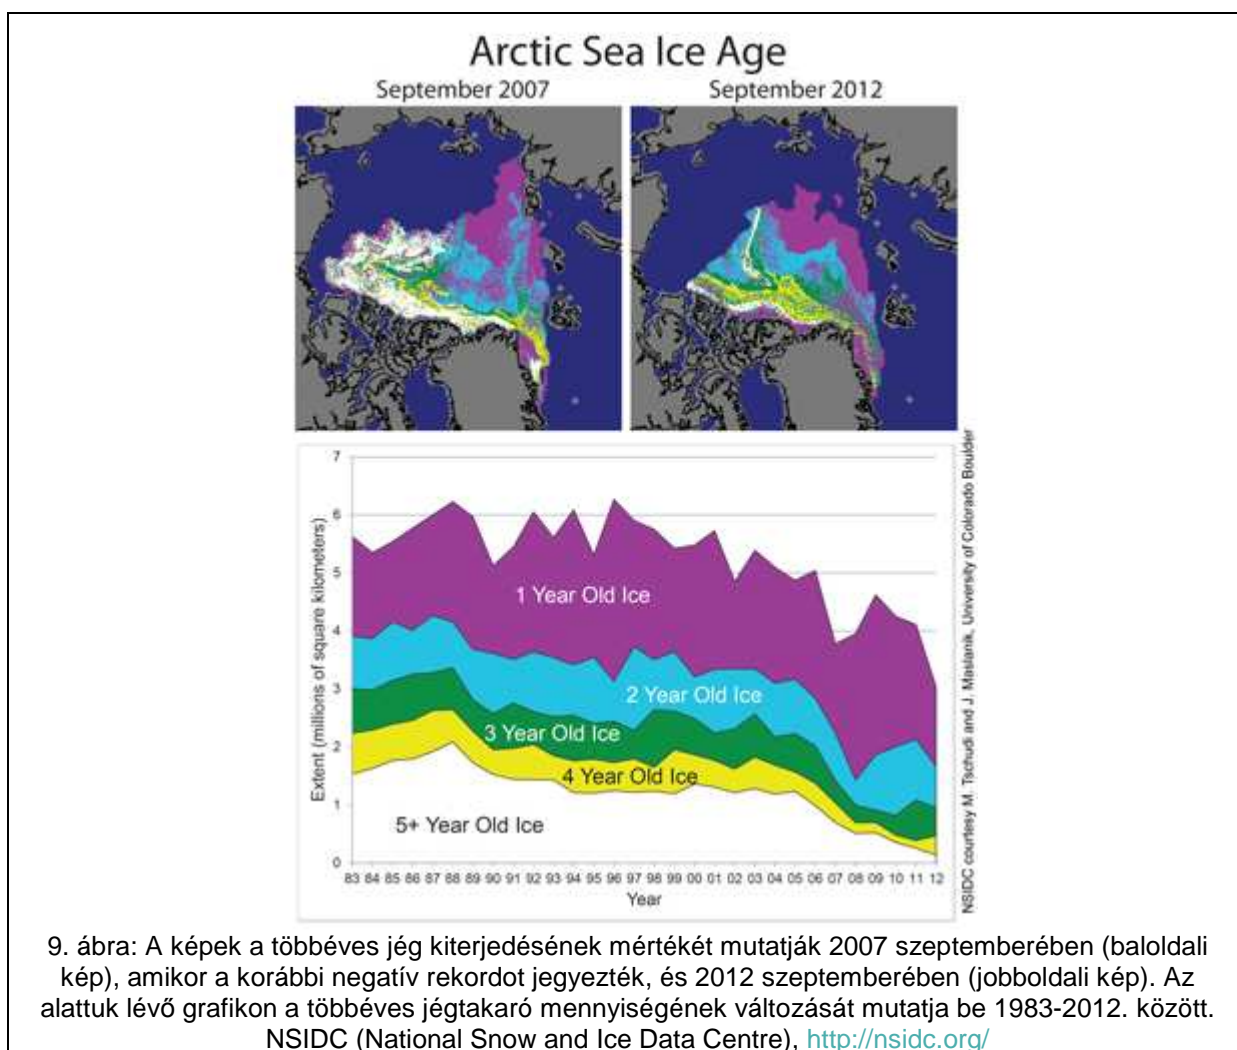 Arctic Sea Ice Age
September 2007
September 2012
7
6
5
4
3
2
1
0
Extent (millions of square kilometers)
1 Year Old Ice
2 Year Old Ice
3 Year Old Ice
4 Year Old Ice
5+ Year Old Ice
83 84 85 86 87 88 89 90 91 92 93 94 95 96 97 98 99 00 01 02 03 04 05 06 07 08 09 10 11 12
Year
NSIDC courtesy M. Tschudi and J. Maslanik, University of Colorado Boulder
9. ábra: A képek a többéves jég kiterjedésének mértékét mutatják 2007 szeptemberében (baloldali
kép), amikor a korábbi negatív rekordot jegyezték, és 2012 szeptemberében (jobboldali kép). Az
alattuk lévő grafikon a többéves jégtakaró mennyiségének változását mutatja be 1983-2012. között.
NSIDC (National Snow and Ice Data Centre), http://nsidc.org/